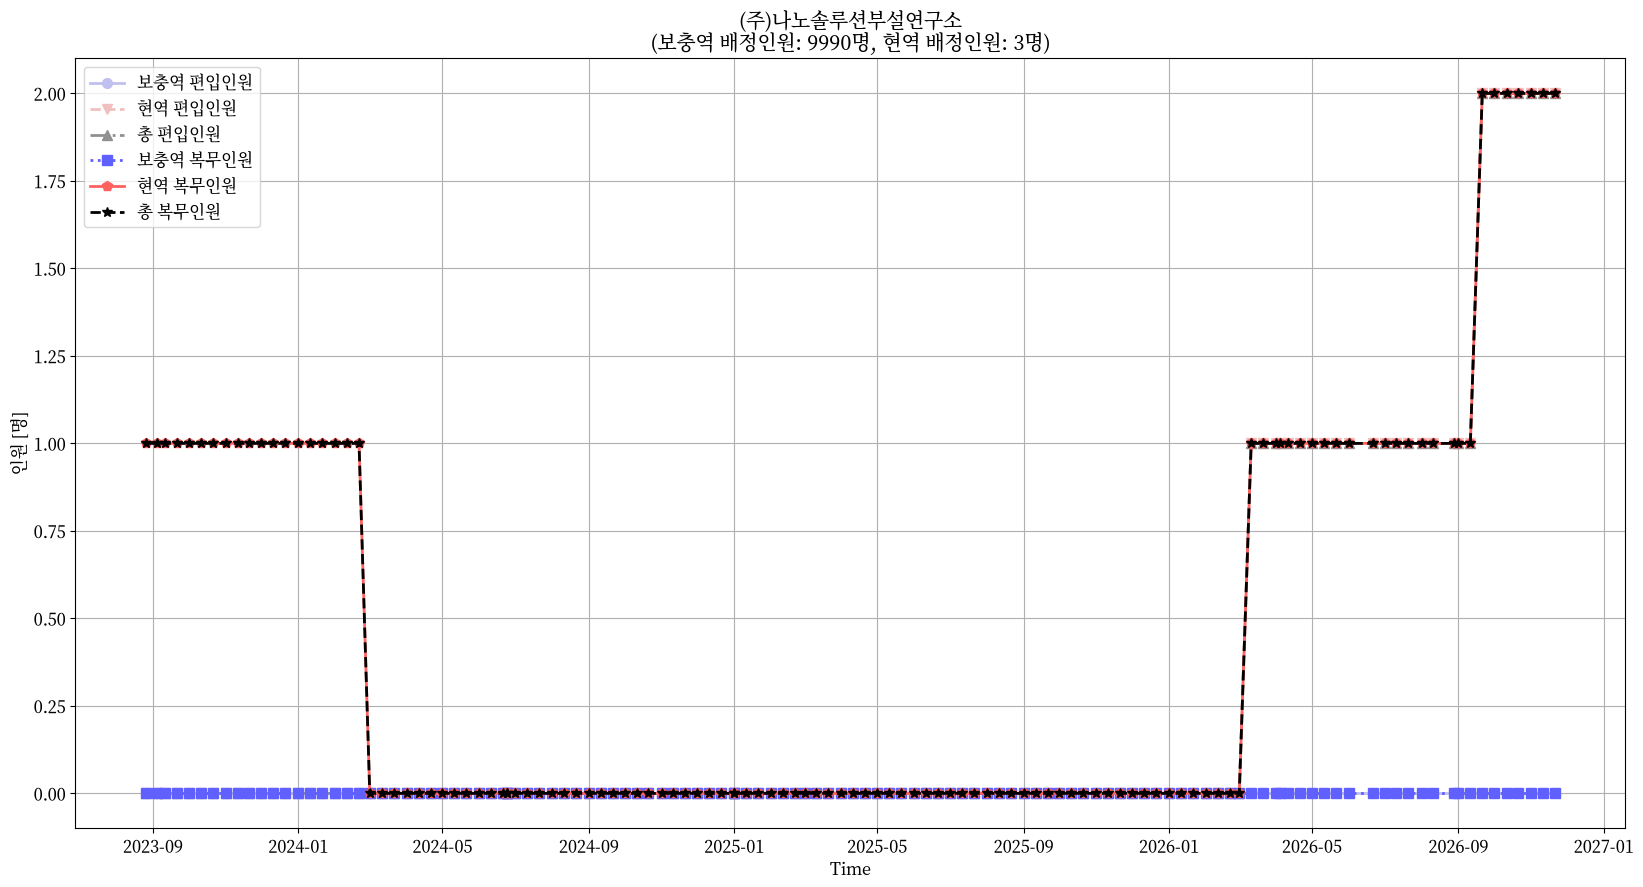 (주)나노솔루션부설연구소
(보충역 배정인원: 9990명, 현역 배정인원: 3명)
보충역 편입인원
현역 편입인원
총 편입인원
보충역 복무인원
현역 복무인원
총 복무인원
인원 [명]
2.00
1.75
1.50
1.25
1.00
0.75
0.50
0.25
0.00
2023-09
2024-01
2024-05
2024-09
2025-01
2025-05
2025-09
2026-01
2026-05
2026-09
2027-01
Time